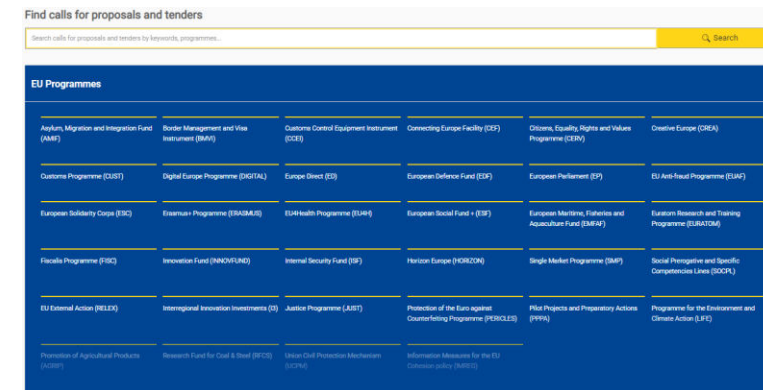 Find calls for proposals and tenders
Search calls for proposals and tenders by keywords, programmes...
Search
EU Programmes
Asylum, Migration and Integration Fund
(AMIF)
Border Management and Visa
Instrument (BMVI)
Customs Control Equipment Instrument
(CCEI)
Connecting Europe Facility (CEF)
Citizens, Equality, Rights and Values
Programme (CERV)
Creative Europe (CREA)
Customs Programme (CUST)
Digital Europe Programme (DIGITAL)
Europe Direct (ED)
European Defence Fund (EDF)
European Parliament (EP)
EU Anti-fraud Programme (EUAF)
European Solidarity Corps (ESC)
Erasmus+ Programme (ERASMUS)
EU4Health Programme (EU4H)
European Social Fund + (ESF)
European Maritime, Fisheries and
Aquaculture Fund (EMFAF)
Euratom Research and Training
Programme (EURATOM)
Fiscalis Programme (FISC)
Innovation Fund (INNOVFUND)
Internal Security Fund (ISF)
Horizon Europe (HORIZON)
Single Market Programme (SMP)
Social Prerogative and Specific
Competencies Lines (SOCPL)
EU External Action (RELEX)
Interregional Innovation Investments (I3)
Justice Programme (JUST)
Protection of the Euro against
Counterfeiting Programme (PERICLES)
Pilot Projects and Preparatory Actions
(PPPA)
Programme for the Environment and
Climate Action (LIFE)
Promotion of Agricultural Products
(AGRIP)
Research Fund for Coal & Steel (RFCS)
Union Civil Protection Mechanism
(UCPM)
Information Measures for the EU
Cohesion policy (IMREG)